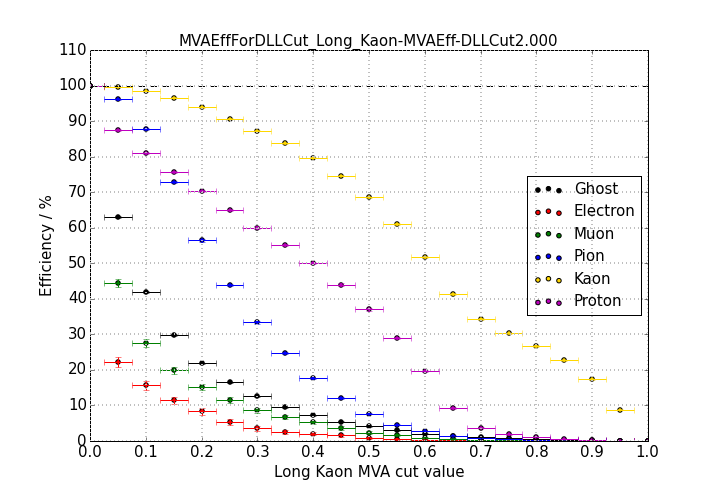 MVAEffForDLLCut_Long_Kaon-MVAEff-DLLCut2.000
110
100
90
80
70
60
50
40
30
20
10
0
Efficiency / %
Ghost
Electron
Muon
Pion
Kaon
Proton
0.0 0.1 0.2 0.3 0.4 0.5 0.6 0.7 0.8 0.9 1.0
Long Kaon MVA cut value